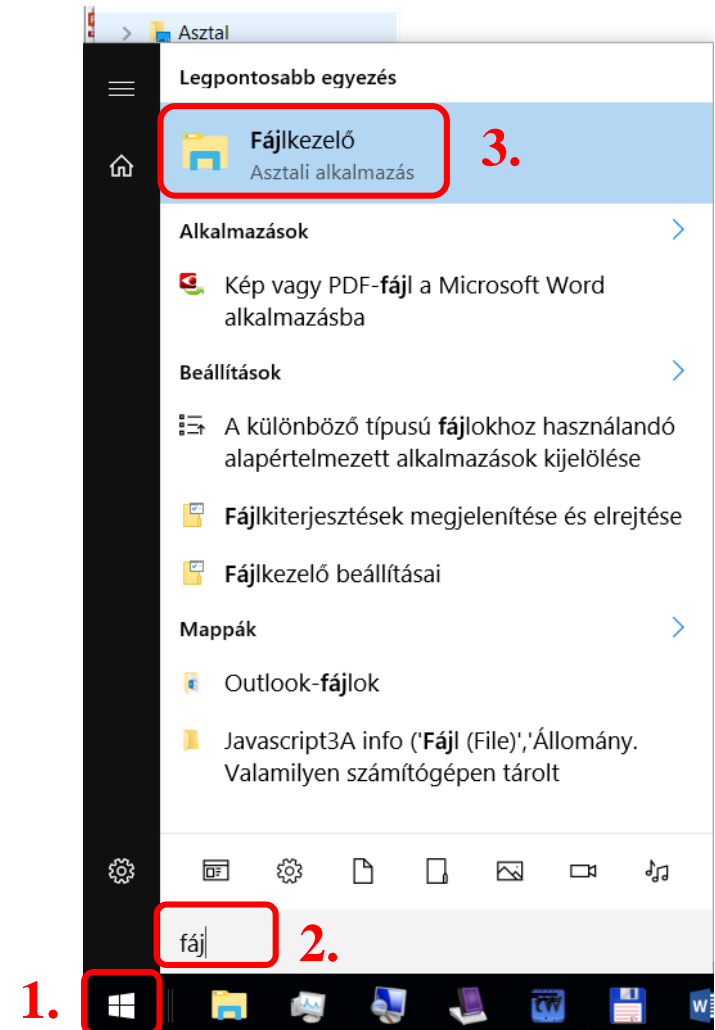 Asztal
Legpontosabb egyezés
Fájlkezelő
Asztali alkalmazás
3.
Alkalmazások
Kép vagy PDF-fájl a Microsoft Word
alkalmazásba
Beállítások
A különböző típusú fájlokhoz használandó
alapértelmezett alkalmazások kijelölése
Fájlkiterjesztések megjelenítése és elrejtése
Fájlkezelő beállításai
Mappák
Outlook-fájlok
Javascript3A info ('Fájl (File)','Állomány.
Valamilyen számítógépen tárolt
fáj
2.
1.